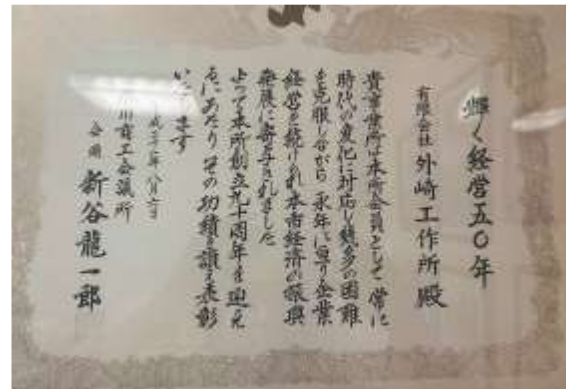 輝く経営五〇年
有限会社 外崎工作所 殿
貴事業所は本所会員として 常に
時代の変化に対応し幾多の困難
を克服しながら 永年に亘り企業
経営を続けられ本市経済の振興
発展に寄与されました
よって本所創立九十周年を迎え
るにあたり その功績を讃え表彰
いたします
年八月六日
川商工会議所
会頭 新谷龍一郎